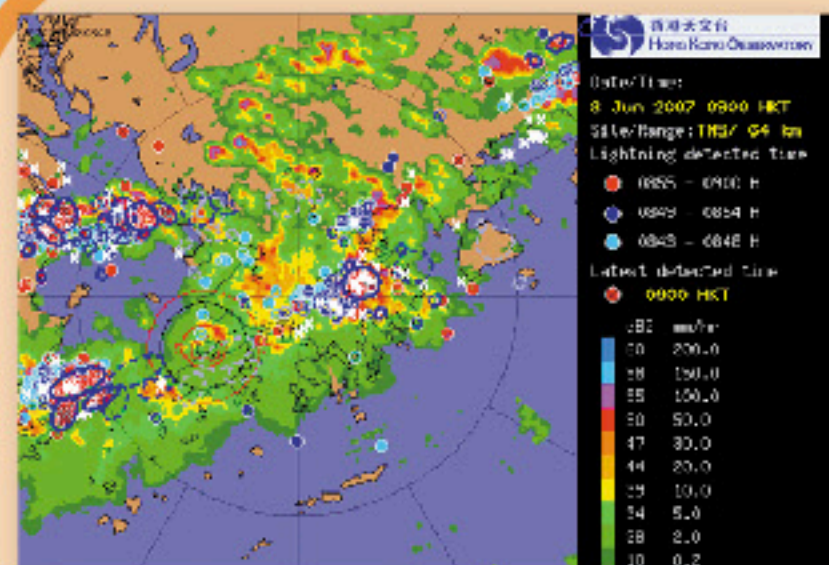 香港天文台
HONG KONG OBSERVATORY
Date/Time:
8 Jun 2007 0900 HKT
Site/Range: TMS/ 64 km
Lightning detected time
0855 - 0900 H
0849 - 0854 H
0843 - 0848 H
Latest detected time
0900 HKT
dBZ mm/hr
60 200.0
58 150.0
55 100.0
50 50.0
47 30.0
44 20.0
39 10.0
34 5.0
28 2.0
10 0.2